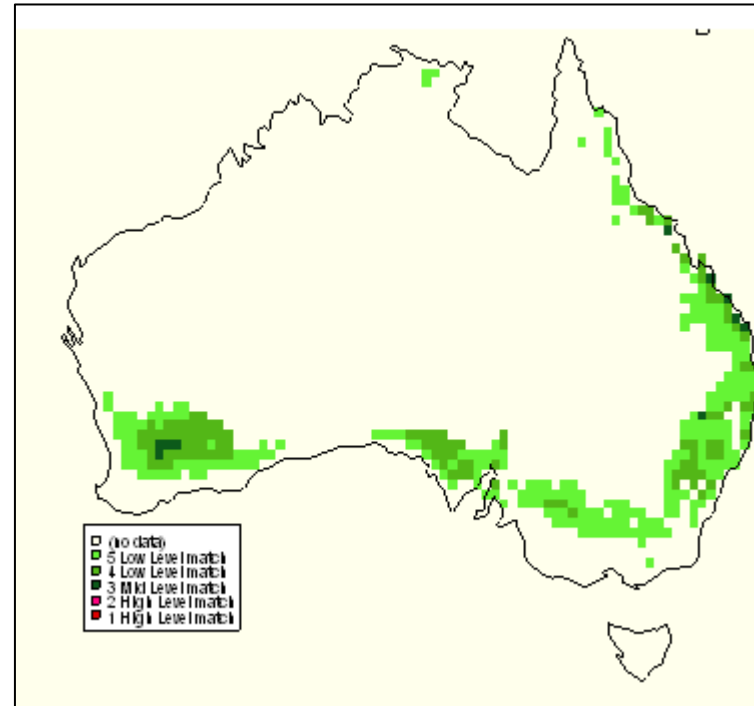 (no data)
5 Low Level match
4 Low Level match
3 Mid Level match
2 High Level match
1 High Level match